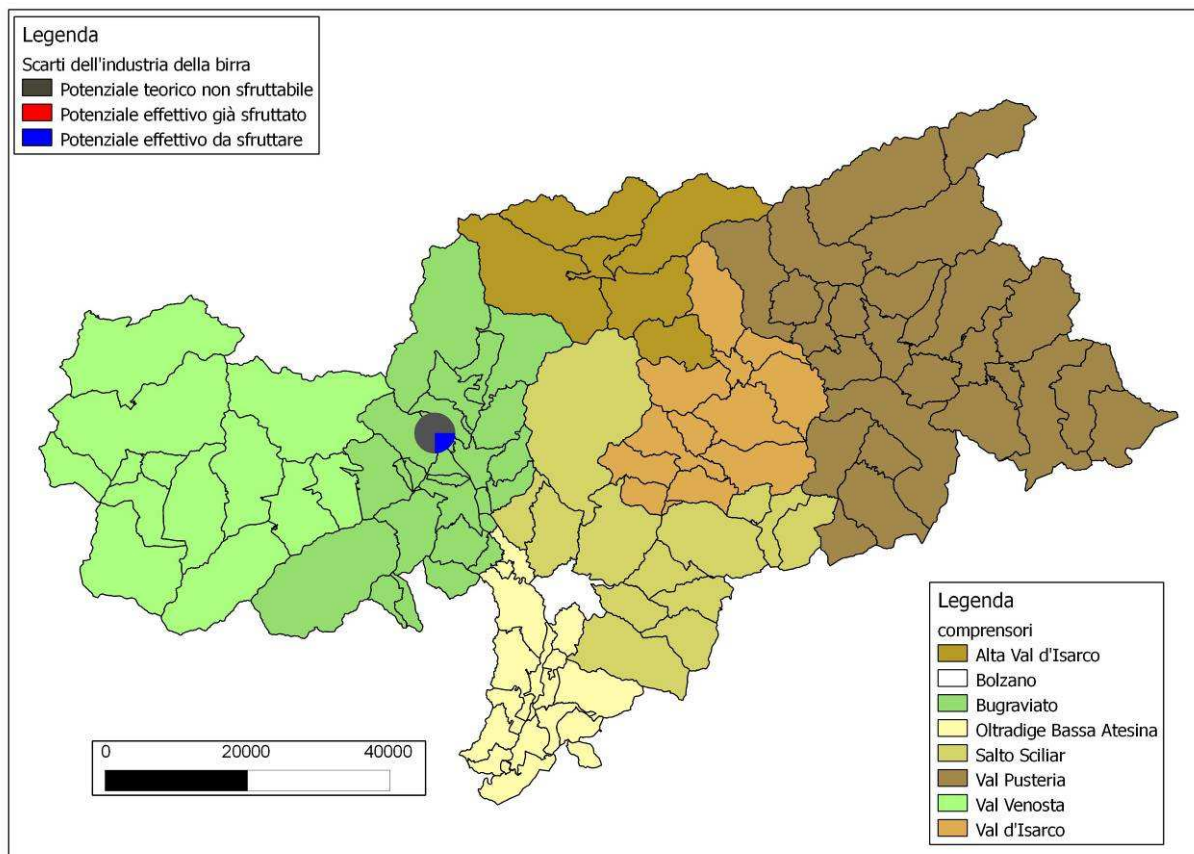 Legenda
Scarti dell'industria della birra
Potenziale teorico non sfruttabile
Potenziale effettivo già sfruttato
Potenziale effettivo da sfruttare
0 20000 40000
Legenda
comprensori
Alta Val d'Isarco
Bolzano
Bugraviato
Oltradige Bassa Atesina
Salto Sciliar
Val Pusteria
Val Venosta
Val d'Isarco